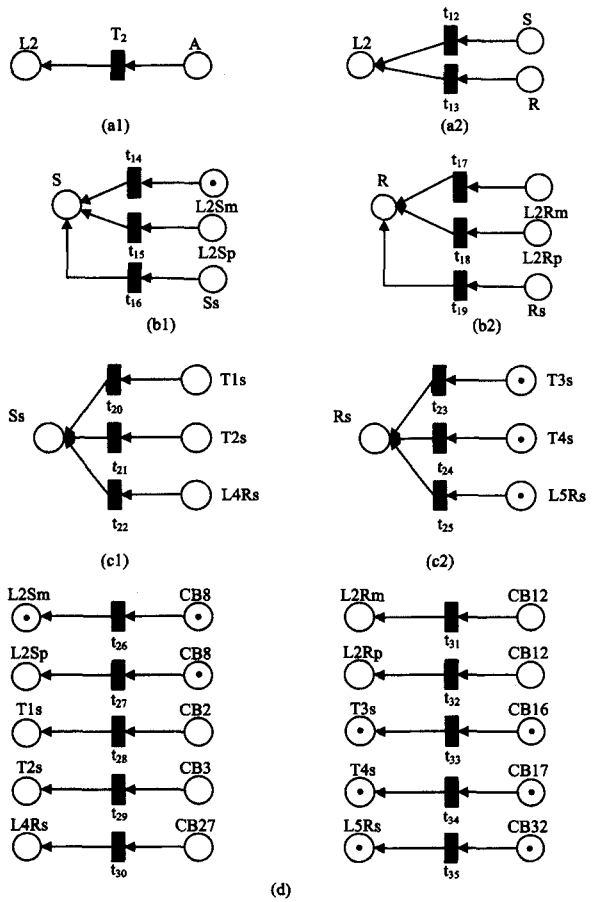 L2 T₂ A
(a1)
L2 t₁₂ S
t₁₃ R
(a2)
S t₁₄ L2Sm
t₁₅ L2Sp
t₁₆ Ss
(b1)
R t₁₇ L2Rm
t₁₈ L2Rp
t₁₉ Rs
(b2)
Ss t₂₀ T1s
t₂₁ T2s
t₂₂ L4Rs
(c1)
Rs t₂₃ T3s
t₂₄ T4s
t₂₅ L5Rs
(c2)
L2Sm t₂₆ CB8
L2Sp t₂₇ CB8
T1s t₂₈ CB2
T2s t₂₉ CB3
L4Rs t₃₀ CB27
L2Rm t₃₁ CB12
L2Rp t₃₂ CB12
T3s t₃₃ CB16
T4s t₃₄ CB17
L5Rs t₃₅ CB32
(d)